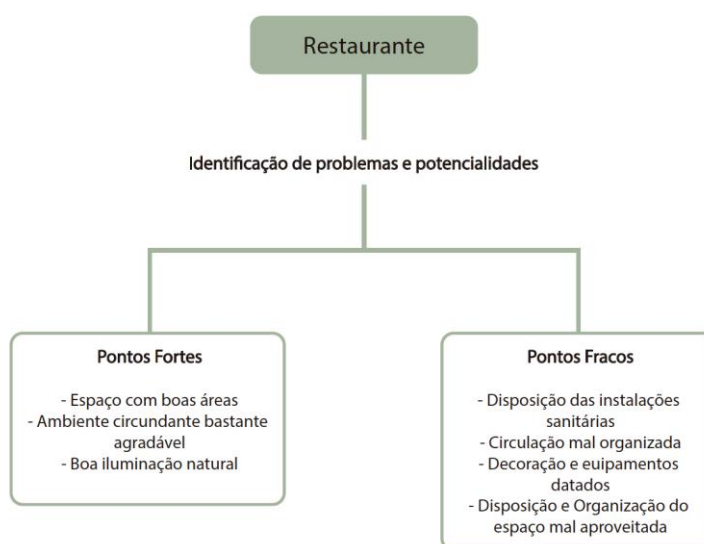 Restaurante
Identificação de problemas e potencialidades
Pontos Fortes
- Espaço com boas áreas
- Ambiente circundante bastante
agradável
- Boa iluminação natural
Pontos Fracos
- Disposição das instalações
sanitárias
- Circulação mal organizada
- Decoração e euipamentos
datados
- Disposição e Organização do
espaço mal aproveitada